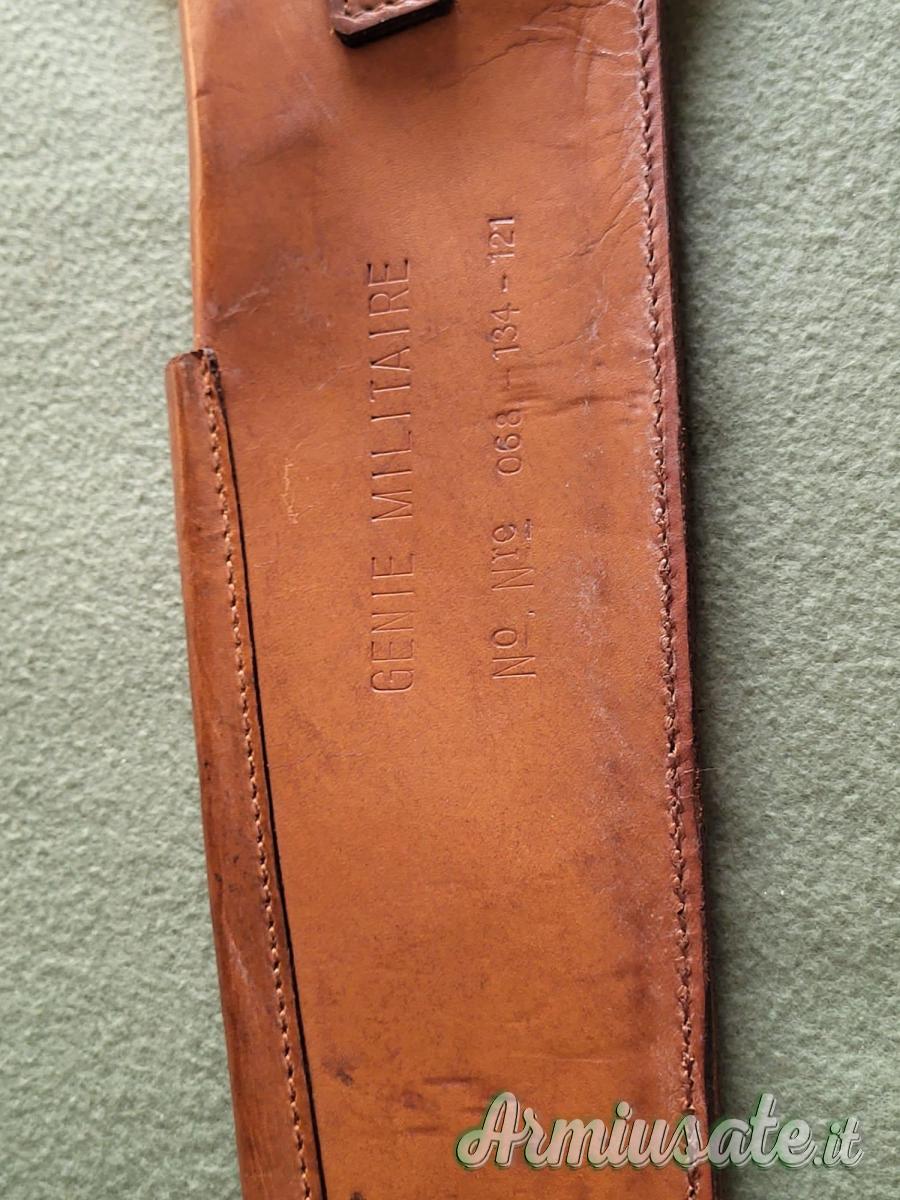 GENIE MILITAIRE
Nº. Nre 068-134-121
Armiusate.it